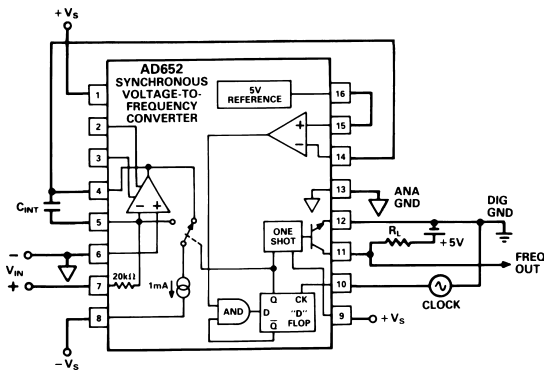 +VS
AD652
SYNCHRONOUS
VOLTAGE-TO-
FREQUENCY
CONVERTER
5V
REFERENCE
1
2
3
4
5
6
7
8
16
15
14
13
12
11
10
9
+
−
−
+
CINT
−
VIN
+
20kΩ
1mA
−VS
ANA
GND
DIG
GND
ONE
SHOT
RL
+5V
FREQ
OUT
CLOCK
+VS
AND
Q
CK
D
"D"
FLOP
Q̅